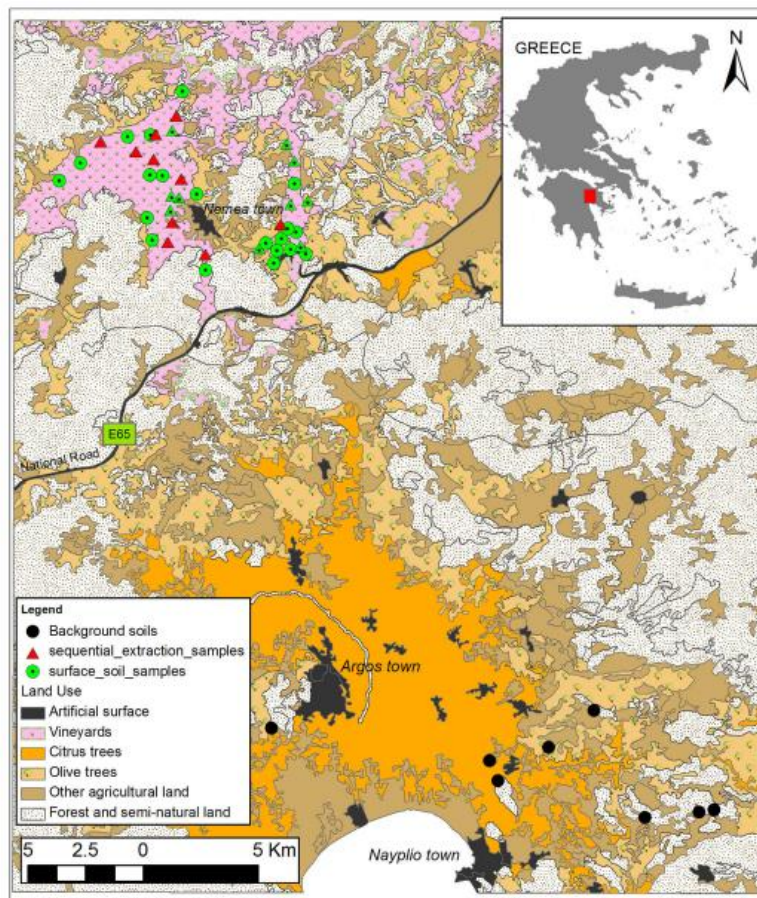 GREECE
N
Nemea town
E65
National Road
Legend
Background soils
sequential_extraction_samples
surface_soil_samples
Land Use
Artificial surface
Vineyards
Citrus trees
Olive trees
Other agricultural land
Forest and semi-natural land
Argos town
Nayplio town
5 2.5 0 5 Km